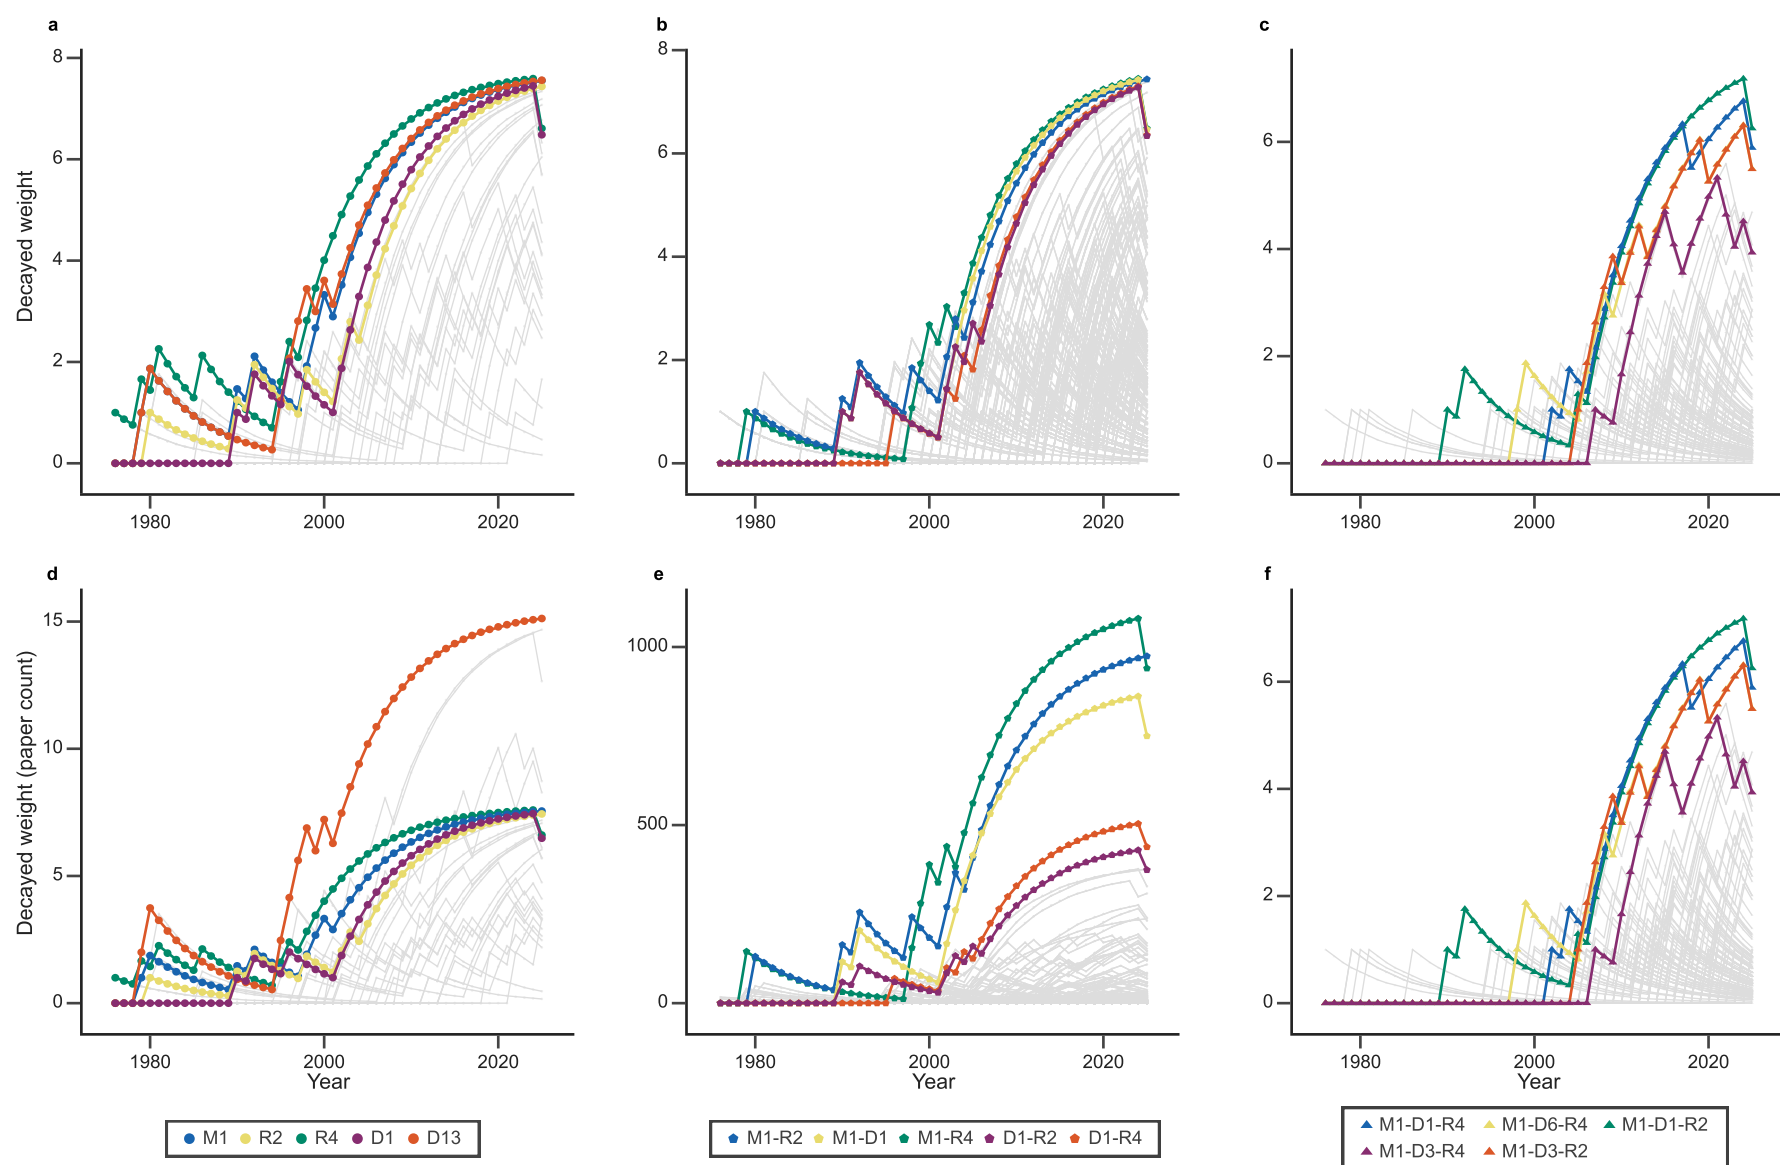 a
b
c
8
6
4
2
0
Decayed weight
1980
2000
2020
8
6
4
2
0
1980
2000
2020
6
4
2
0
1980
2000
2020
d
e
f
15
10
5
0
Decayed weight (paper count)
1980
2000
2020
Year
1000
500
0
1980
2000
2020
Year
6
4
2
0
1980
2000
2020
Year
M1 R2 R4 D1 D13
M1-R2 M1-D1 M1-R4 D1-R2 D1-R4
M1-D1-R4 M1-D6-R4 M1-D1-R2
M1-D3-R4 M1-D3-R2